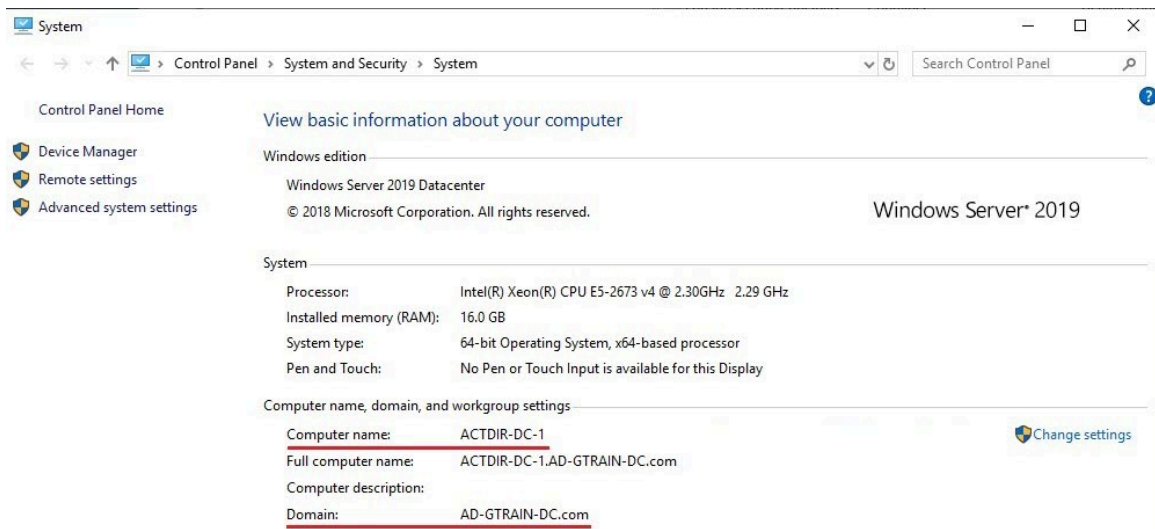 System
Control Panel > System and Security > System
Search Control Panel
Control Panel Home
Device Manager
Remote settings
Advanced system settings
?
View basic information about your computer
Windows edition
Windows Server 2019 Datacenter
© 2018 Microsoft Corporation. All rights reserved.
Windows Server® 2019
System
Processor: Intel(R) Xeon(R) CPU E5-2673 v4 @ 2.30GHz 2.29 GHz
Installed memory (RAM): 16.0 GB
System type: 64-bit Operating System, x64-based processor
Pen and Touch: No Pen or Touch Input is available for this Display
Computer name, domain, and workgroup settings
Computer name: ACTDIR-DC-1
Change settings
Full computer name: ACTDIR-DC-1.AD-GTRAIN-DC.com
Computer description:
Domain: AD-GTRAIN-DC.com